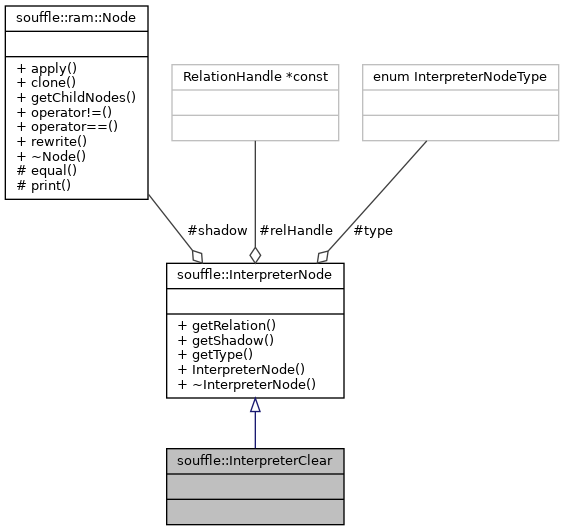 souffle::ram::Node
+ apply()
+ clone()
+ getChildNodes()
+ operator!=()
+ operator==()
+ rewrite()
+ ~Node()
# equal()
# print()
RelationHandle *const
enum InterpreterNodeType
#shadow
#relHandle
#type
souffle::InterpreterNode
+ getRelation()
+ getShadow()
+ getType()
+ InterpreterNode()
+ ~InterpreterNode()
souffle::InterpreterClear